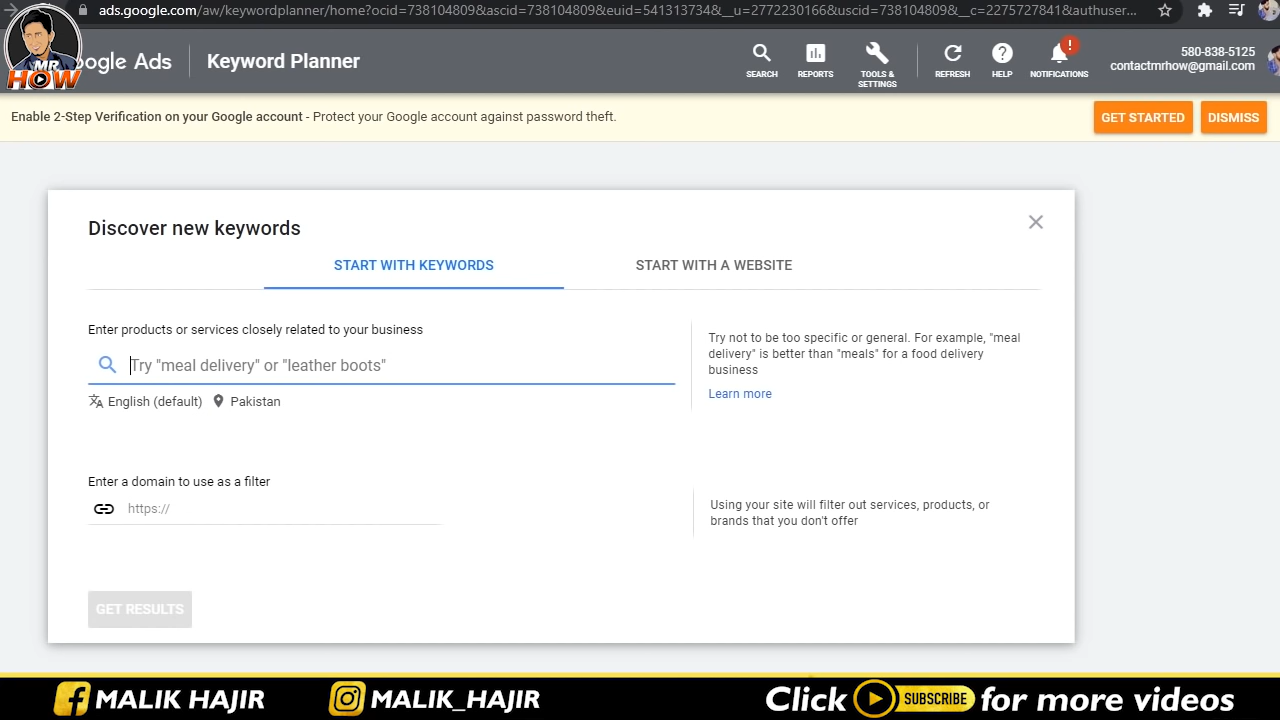 ads.google.com/aw/keywordplanner/home?ocid=738104809&ascid=738104809&euid=541313734&__u=2772230166&uscid=738104809&__c=2275727841&authuser...
MR
HOW
oogle Ads
Keyword Planner
SEARCH
REPORTS
TOOLS &
SETTINGS
REFRESH
HELP
!
NOTIFICATIONS
580-838-5125
contactmrhow@gmail.com
Enable 2-Step Verification on your Google account - Protect your Google account against password theft.
GET STARTED
DISMISS
Discover new keywords
START WITH KEYWORDS
START WITH A WEBSITE
Enter products or services closely related to your business
Try "meal delivery" or "leather boots"
English (default)
Pakistan
Try not to be too specific or general. For example, "meal
delivery" is better than "meals" for a food delivery
business
Learn more
Enter a domain to use as a filter
https://
Using your site will filter out services, products, or
brands that you don't offer
GET RESULTS
MALIK HAJIR
MALIK_HAJIR
Click SUBSCRIBE for more videos